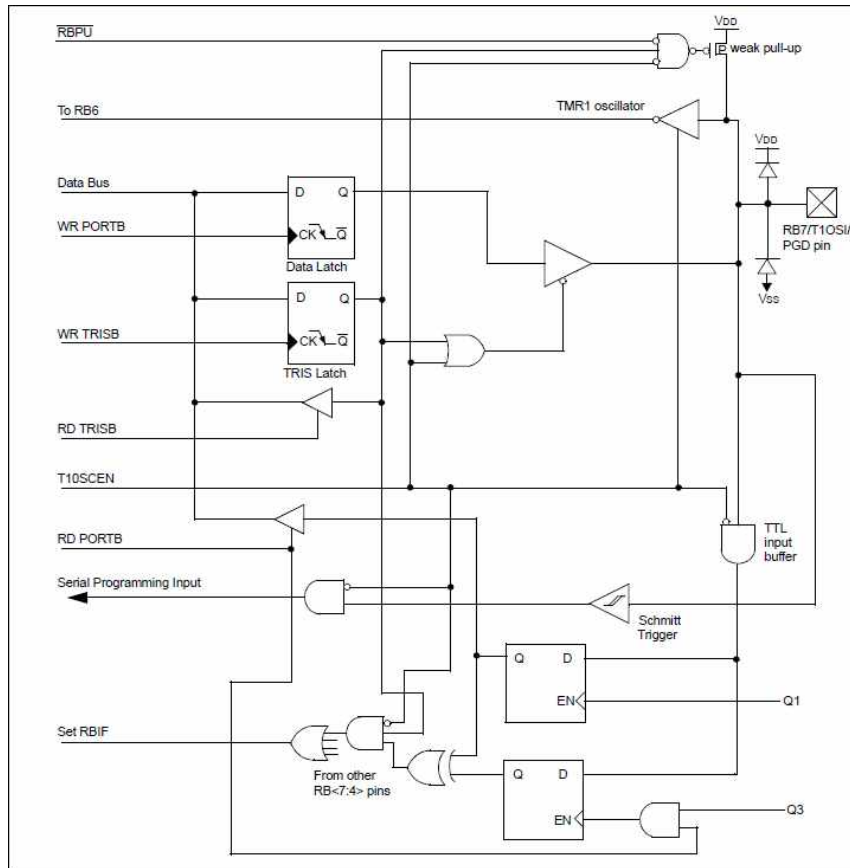 VDD
RBPU
P
weak pull-up
To RB6
TMR1 oscillator
VDD
Data Bus
D
Q
WR PORTB
CK
Q
RB7/T1OSI/
PGD pin
Data Latch
D
Q
VSS
WR TRISB
CK
Q
TRIS Latch
RD TRISB
T10SCEN
TTL
input
buffer
RD PORTB
Serial Programming Input
Schmitt
Trigger
Q
D
EN
Q1
Set RBIF
From other
RB<7:4> pins
Q
D
Q3
EN